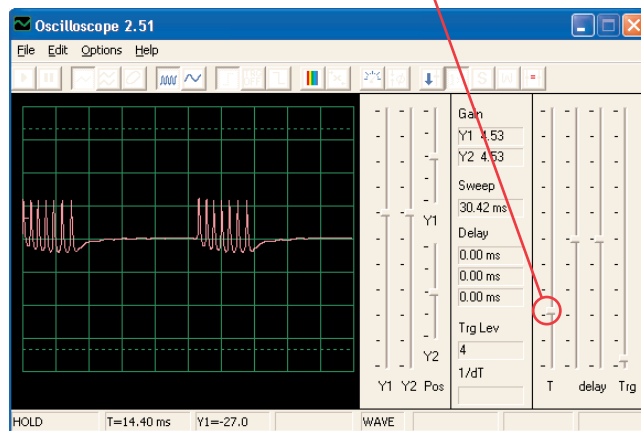 Oscilloscope 2.51
File Edit Options Help
Gain
Y1 4.53
Y2 4.53
Sweep
30.42 ms
Delay
0.00 ms
0.00 ms
0.00 ms
Trg Lev
4
1/dT
Y1
Y2
Y1 Y2 Pos
T delay Trg
HOLD T=14.40 ms Y1=-27.0 WAVE